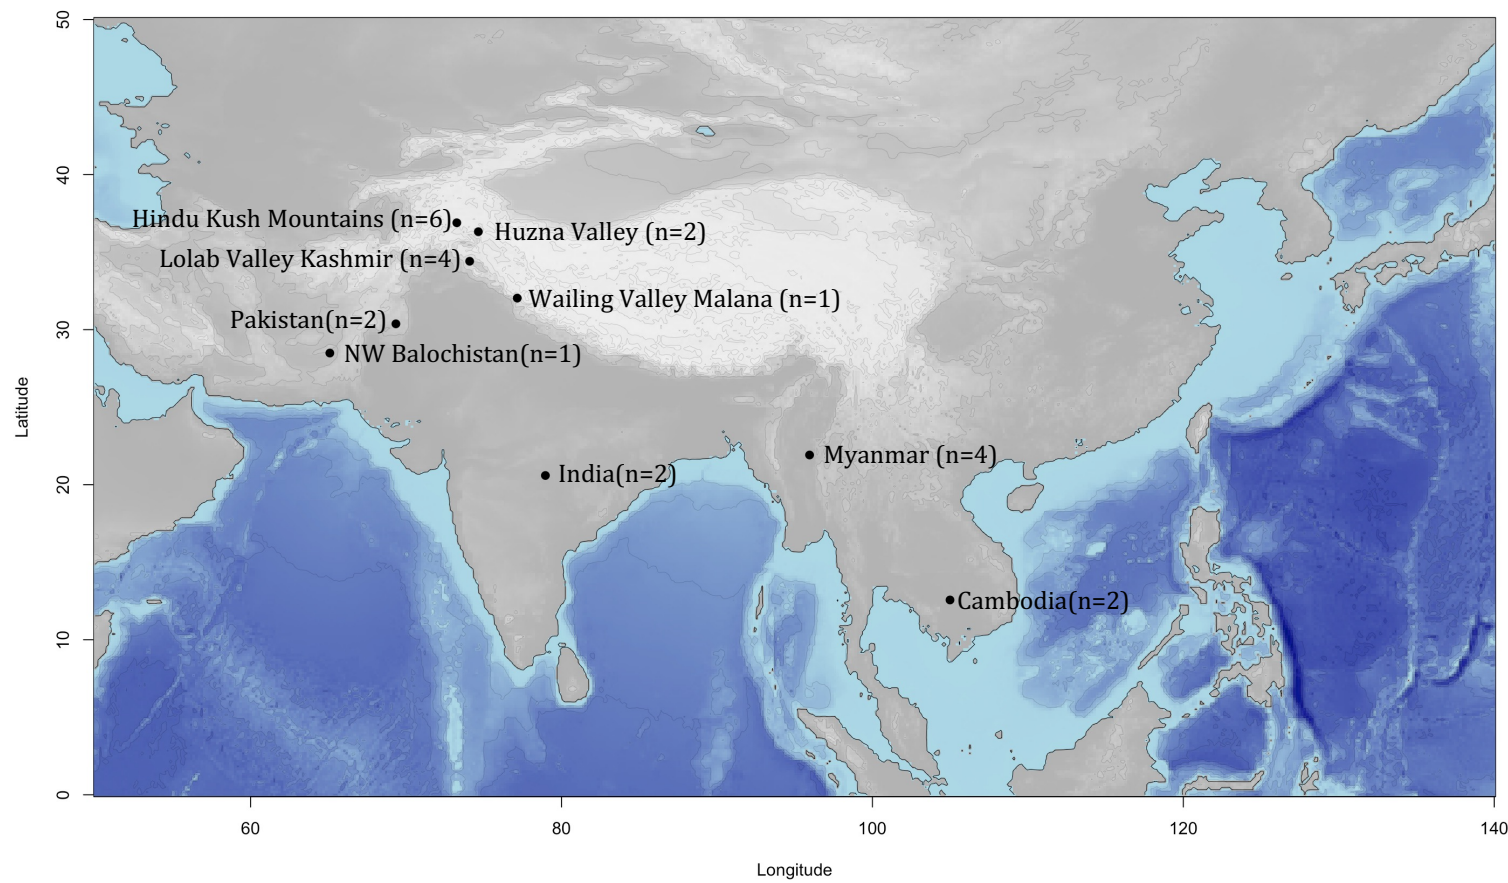 50
40
30
20
10
0
Latitude
Hindu Kush Mountains (n=6)
Huzna Valley (n=2)
Lolab Valley Kashmir (n=4)
Wailing Valley Malana (n=1)
Pakistan(n=2)
NW Balochistan(n=1)
Myanmar (n=4)
India(n=2)
Cambodia(n=2)
60
80
100
120
140
Longitude